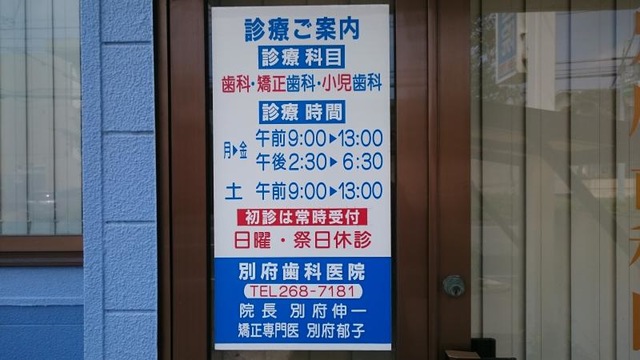 診療ご案内
診療科目
歯科・矯正歯科・小児歯科
診療時間
月▶金 午前9:00▶13:00
午後2:30▶6:30
土 午前9:00▶13:00
初診は常時受付
日曜・祭日休診
別府歯科医院
TEL268-7181
院長 別府伸一
矯正専門医 別府郁子